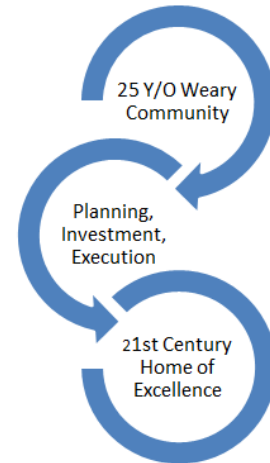 25 Y/O Weary
Community
Planning,
Investment,
Execution
21st Century
Home of
Excellence